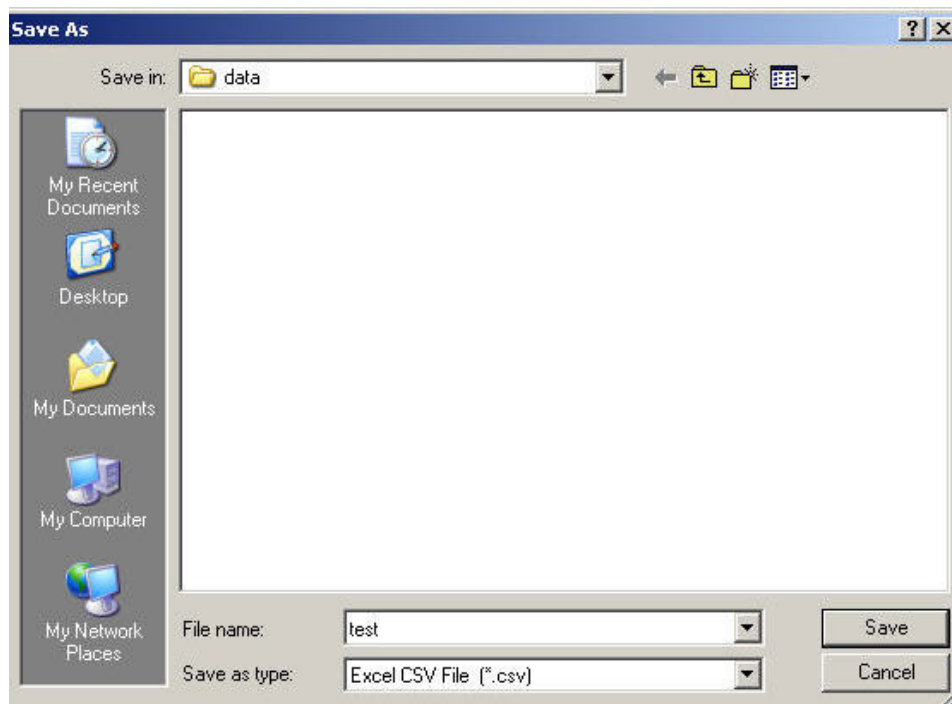 Save As
Save in:
data
My Recent
Documents
Desktop
My Documents
My Computer
My Network
Places
File name:
test
Save
Save as type:
Excel CSV File (*.csv)
Cancel